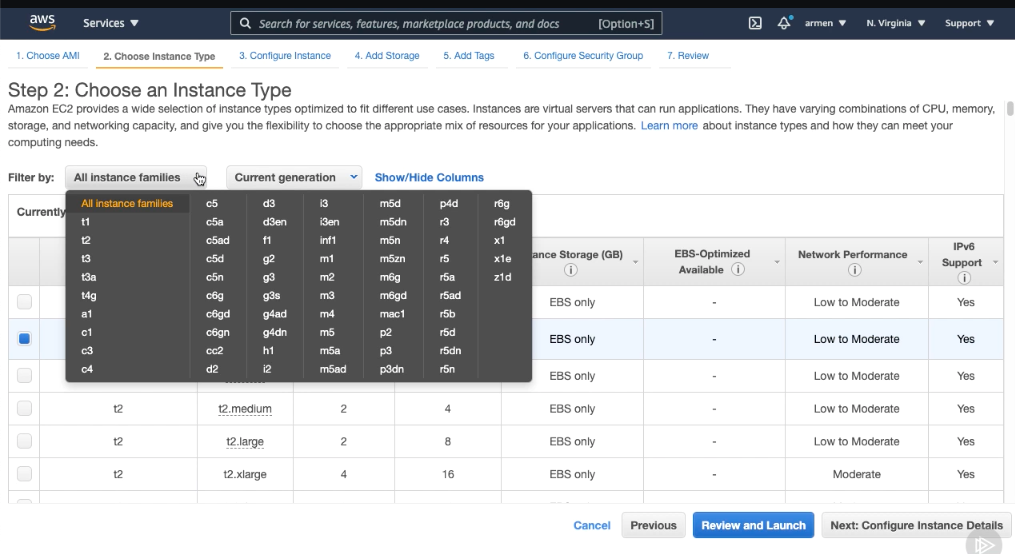 aws
Services
Search for services, features, marketplace products, and docs [Option+S]
armen
N. Virginia
Support
1. Choose AMI
2. Choose Instance Type
3. Configure Instance
4. Add Storage
5. Add Tags
6. Configure Security Group
7. Review
Step 2: Choose an Instance Type
Amazon EC2 provides a wide selection of instance types optimized to fit different use cases. Instances are virtual servers that can run applications. They have varying combinations of CPU, memory,
storage, and networking capacity, and give you the flexibility to choose the appropriate mix of resources for your applications. Learn more about instance types and how they can meet your
computing needs.
Filter by: All instance families Current generation Show/Hide Columns
Currently
All instance families c5 d3 i3 m5d p4d r6g
t1 c5a d3en i3en m5dn r3 r6gd
t2 c5ad f1 inf1 m5n r4 x1
t3 c5d g2 m1 m5zn r5 x1e
t3a c5n g3 m2 m6g r5a z1d
t4g c6g g3s m3 m6gd r5ad
a1 c6gd g4ad m4 mac1 r5b
c1 c6gn g4dn m5 p2 r5d
c3 cc2 h1 m5a p3 r5dn
c4 d2 i2 m5ad p3dn r5n
ance Storage (GB)
EBS-Optimized
Available
Network Performance
IPv6
Support
EBS only - Low to Moderate Yes
EBS only - Low to Moderate Yes
EBS only - Low to Moderate Yes
t2 t2.medium 2 4 EBS only - Low to Moderate Yes
t2 t2.large 2 8 EBS only - Low to Moderate Yes
t2 t2.xlarge 4 16 EBS only - Moderate Yes
Cancel
Previous
Review and Launch
Next: Configure Instance Details